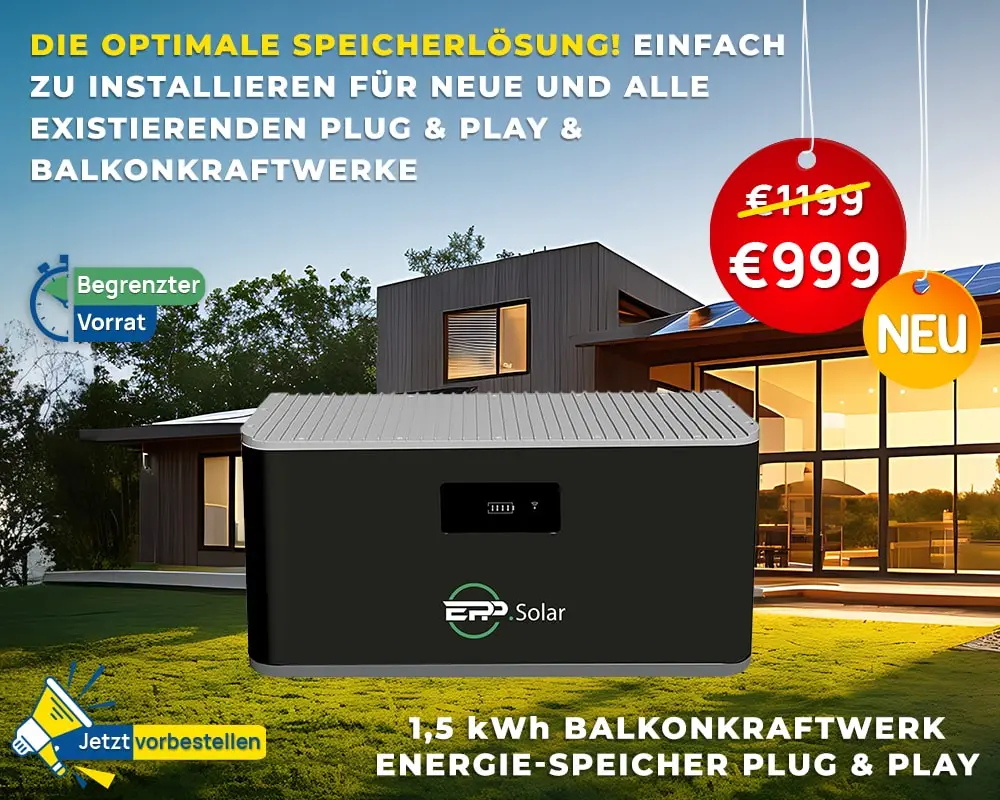 DIE OPTIMALE SPEICHERLÖSUNG! EINFACH
ZU INSTALLIEREN FÜR NEUE UND ALLE
EXISTIERENDEN PLUG & PLAY &
BALKONKRAFTWERKE
€1199
€999
NEU
Begrenzter
Vorrat
EPP.Solar
Jetzt vorbestellen
1,5 kWh BALKONKRAFTWERK
ENERGIE-SPEICHER PLUG & PLAY